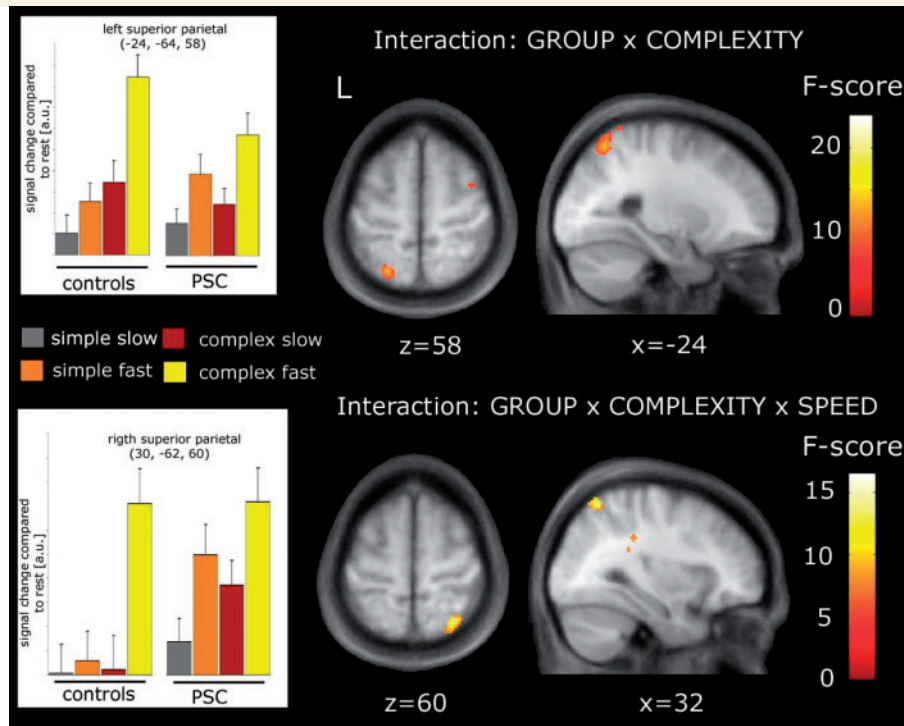 left superior parietal
(-24, -64, 58)
signal change compared
to rest [a.u.]
controls
PSC
Interaction: GROUP x COMPLEXITY
L
F-score
20
10
0
z=58
x=-24
simple slow
complex slow
simple fast
complex fast
rigth superior parietal
(30, -62, 60)
signal change compared
to rest [a.u.]
controls
PSC
Interaction: GROUP x COMPLEXITY x SPEED
F-score
15
10
5
0
z=60
x=32